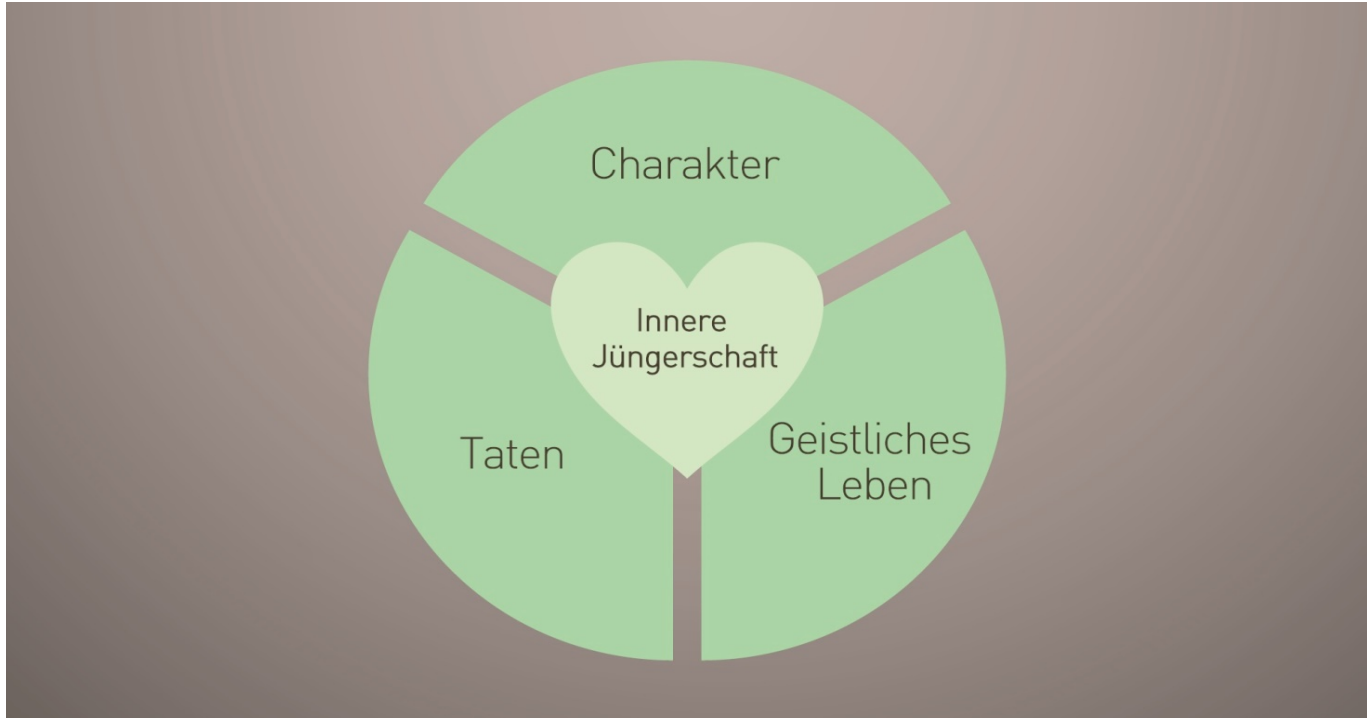 Charakter
Innere
Jüngerschaft
Taten
Geistliches
Leben